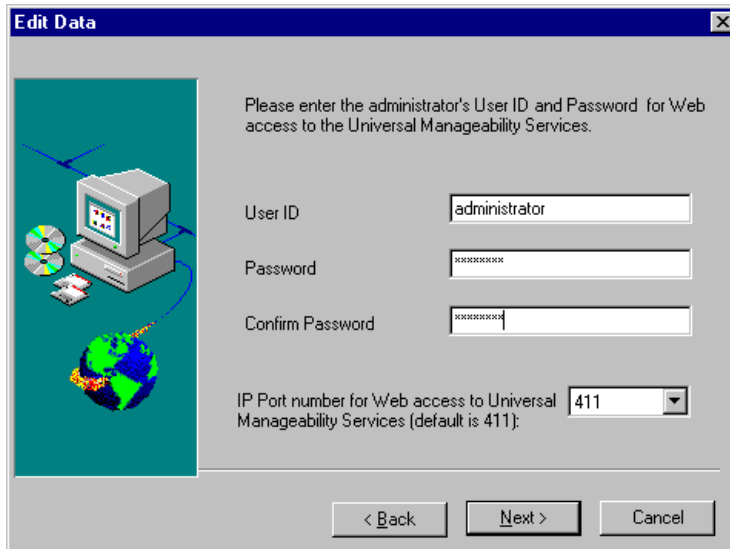 Edit Data
Please enter the administrator's User ID and Password for Web
access to the Universal Manageability Services.
User ID
administrator
Password
********
Confirm Password
********
IP Port number for Web access to Universal
Manageability Services (default is 411):
411
< Back
Next >
Cancel